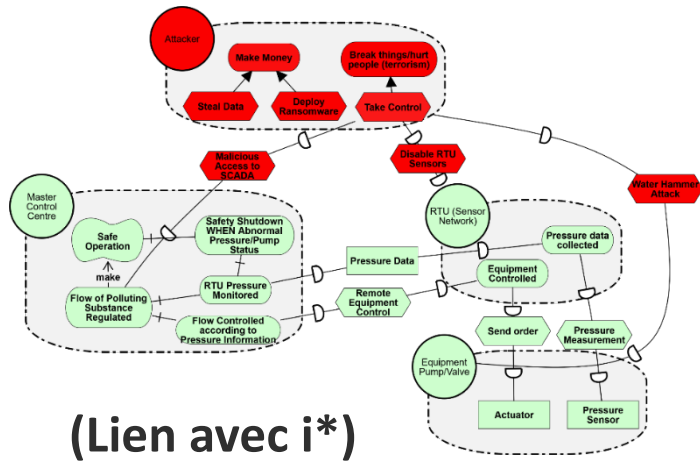 Attacker
Make Money
Break things/hurt
people (terrorism)
Steal Data
Deploy
Ransomware
Take Control
Malicious
Access to
SCADA
Disable RTU
Sensors
Water Hammer
Attack
Master
Control
Centre
Safe
Operation
Safety Shutdown
WHEN Abnormal
Pressure/Pump
Status
make
Flow of Polluting
Substance
Regulated
RTU Pressure
Monitored
Flow Controlled
according to
Pressure Information
Pressure Data
Remote
Equipment
Control
RTU (Sensor
Network)
Pressure data
collected
Equipment
Controlled
Send order
Pressure
Measurement
Equipment
Pump/Valve
Actuator
Pressure
Sensor
(Lien avec i*)